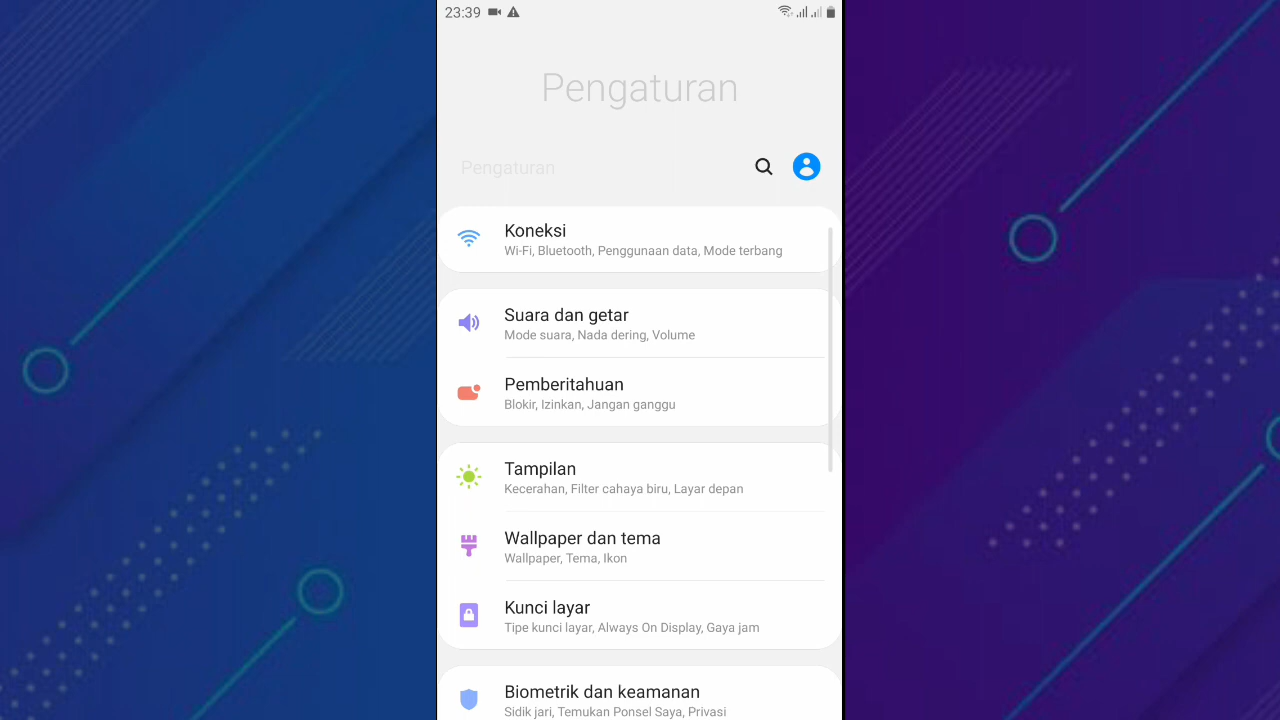 23:39
Pengaturan
Pengaturan
Koneksi
Wi-Fi, Bluetooth, Penggunaan data, Mode terbang
Suara dan getar
Mode suara, Nada dering, Volume
Pemberitahuan
Blokir, Izinkan, Jangan ganggu
Tampilan
Kecerahan, Filter cahaya biru, Layar depan
Wallpaper dan tema
Wallpaper, Tema, Ikon
Kunci layar
Tipe kunci layar, Always On Display, Gaya jam
Biometrik dan keamanan
Sidik jari, Temukan Ponsel Saya, Privasi